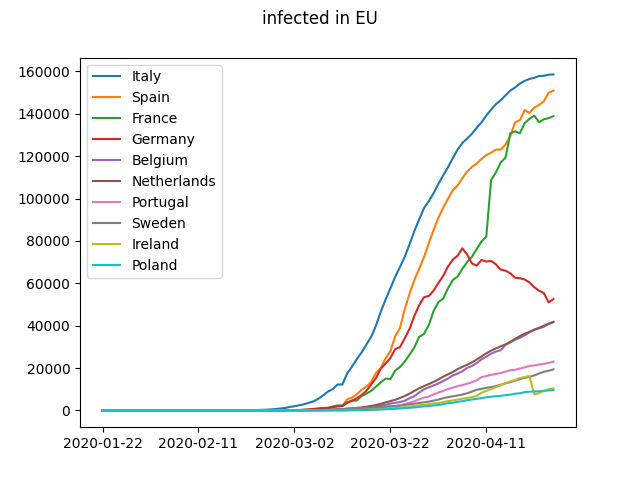 infected in EU
160000
140000
120000
100000
80000
60000
40000
20000
0
Italy
Spain
France
Germany
Belgium
Netherlands
Portugal
Sweden
Ireland
Poland
2020-01-22
2020-02-11
2020-03-02
2020-03-22
2020-04-11